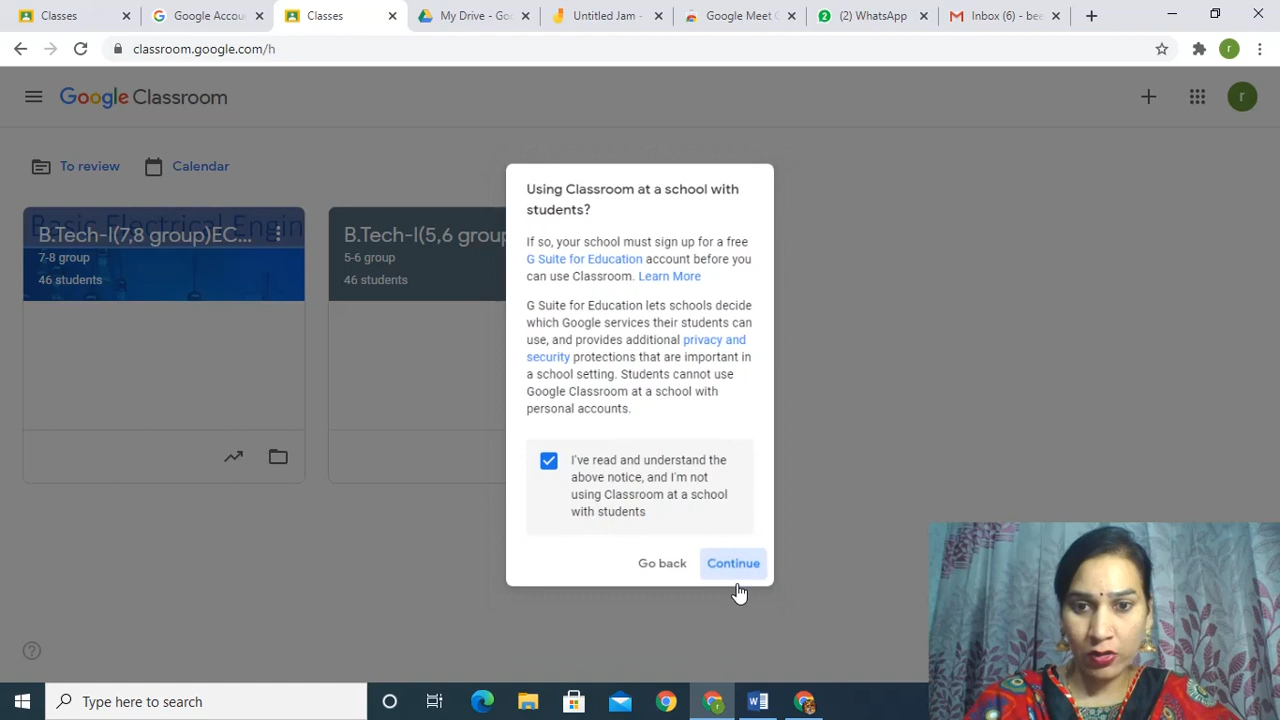 Classes
Google Accou
Classes
My Drive - Go
Untitled Jam -
Google Meet
(2) WhatsApp
Inbox (6) - bee
classroom.google.com/h
r
Google Classroom
r
To review
Calendar
Basic Electrical Engin
B.Tech-I(7,8 group)EC...
7-8 group
46 students
B.Tech-I(5,6 group
5-6 group
46 students
Using Classroom at a school with
students?
If so, your school must sign up for a free
G Suite for Education account before you
can use Classroom. Learn More
G Suite for Education lets schools decide
which Google services their students can
use, and provides additional privacy and
security protections that are important in
a school setting. Students cannot use
Google Classroom at a school with
personal accounts.
I've read and understand the
above notice, and I'm not
using Classroom at a school
with students
Go back
Continue
Type here to search